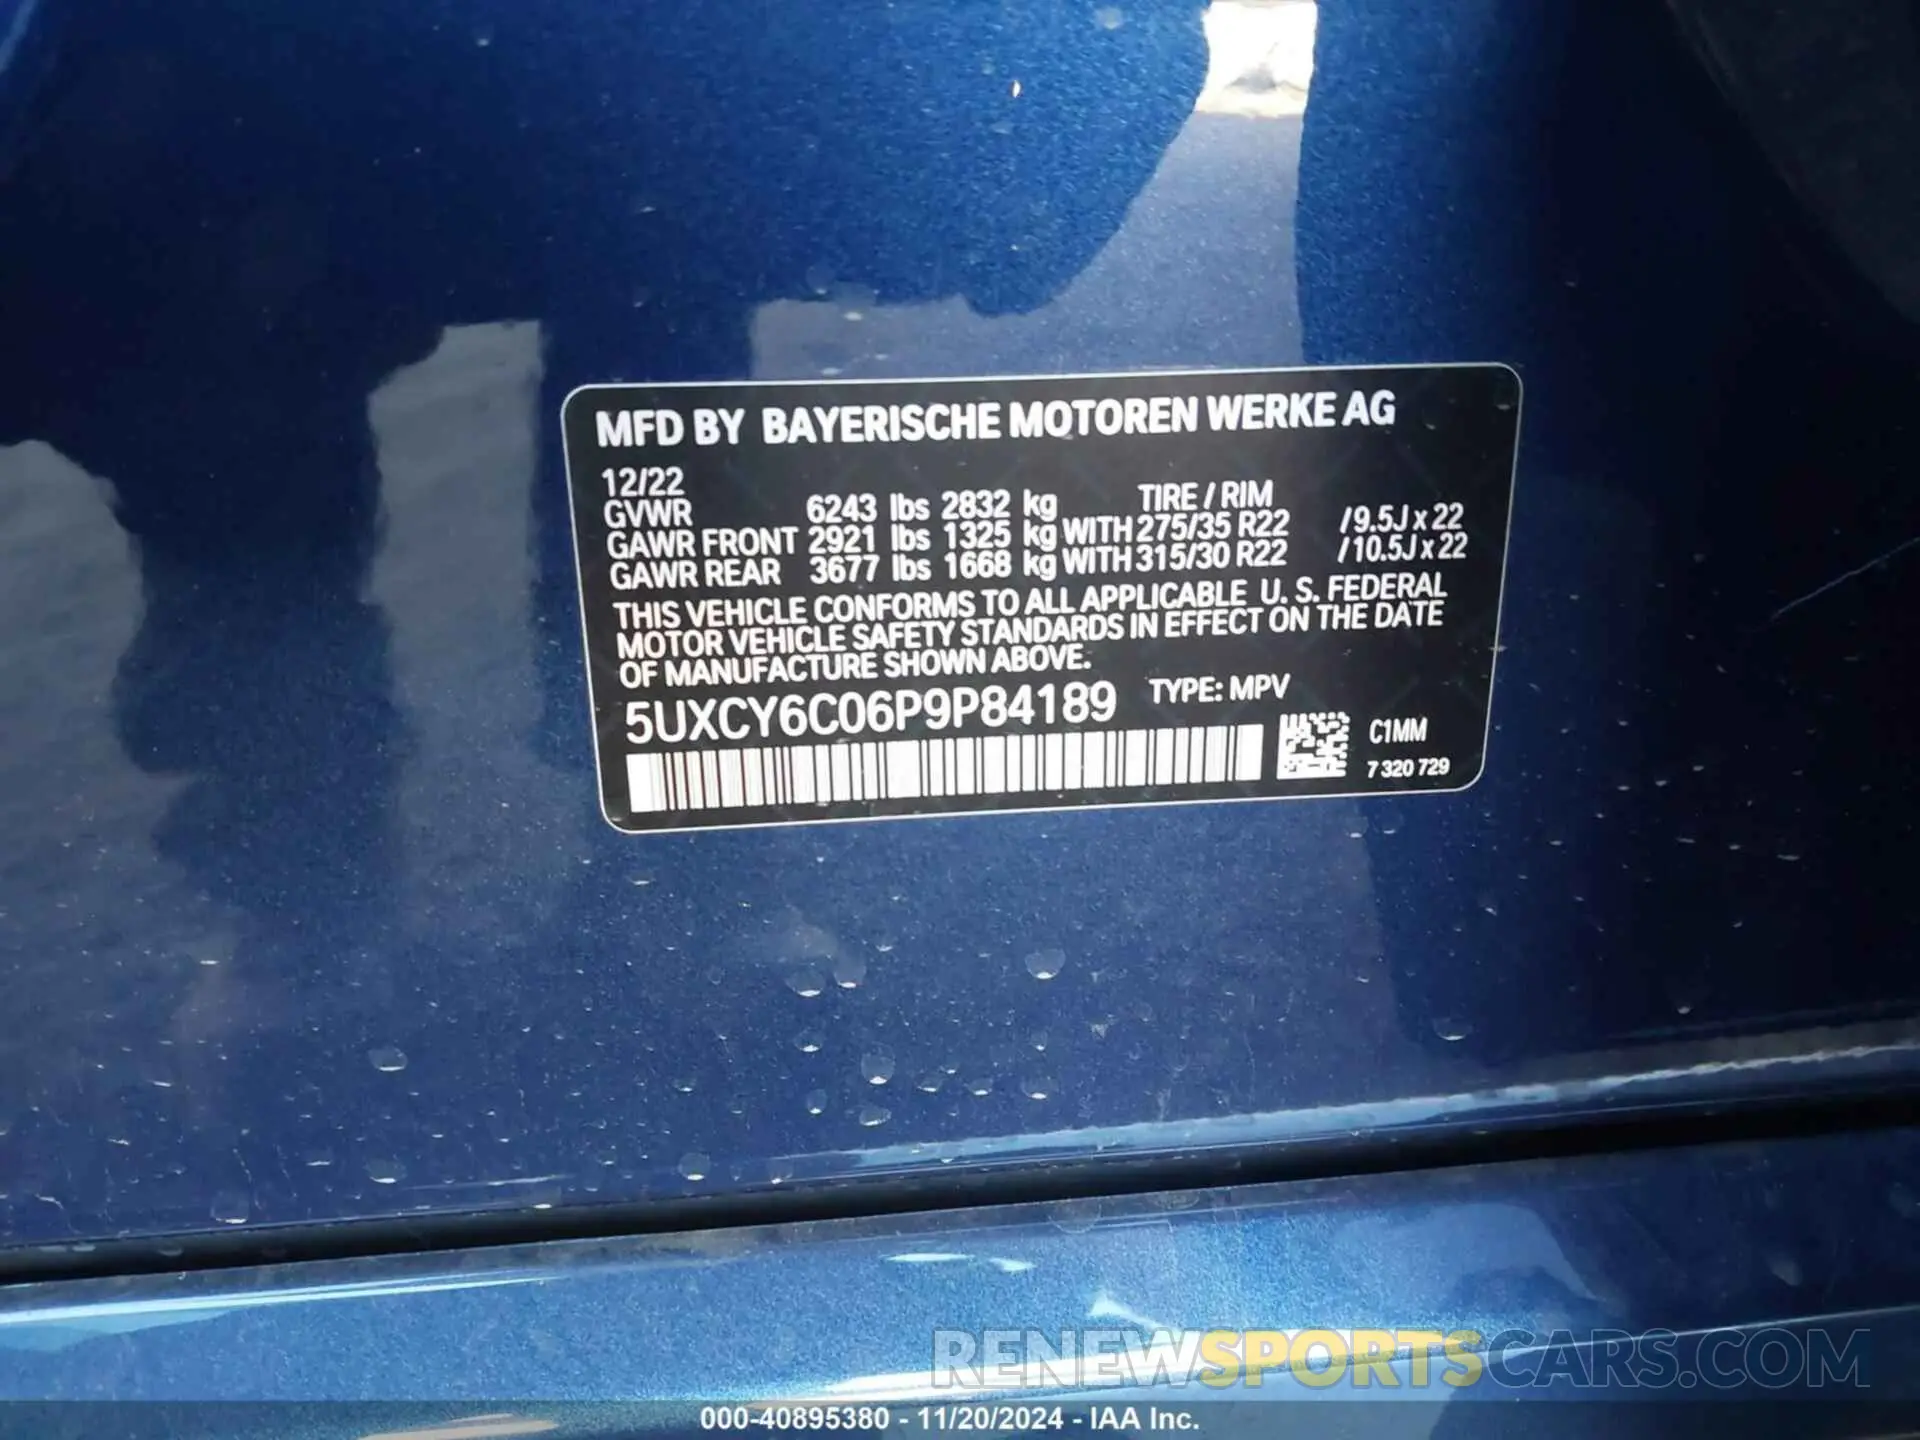 MFD BY BAYERISCHE MOTOREN WERKE AG
12/22
GVWR 6243 lbs 2832 kg TIRE / RIM
GAWR FRONT 2921 lbs 1325 kg WITH 275/35 R22 /9.5J x 22
GAWR REAR 3677 lbs 1668 kg WITH 315/30 R22 /10.5J x 22
THIS VEHICLE CONFORMS TO ALL APPLICABLE U. S. FEDERAL
MOTOR VEHICLE SAFETY STANDARDS IN EFFECT ON THE DATE
OF MANUFACTURE SHOWN ABOVE.
5UXCY6C06P9P84189 TYPE: MPV
C1MM
7 320 729
RENEWSPORTSCARS.COM
000-40895380 - 11/20/2024 - IAA Inc.